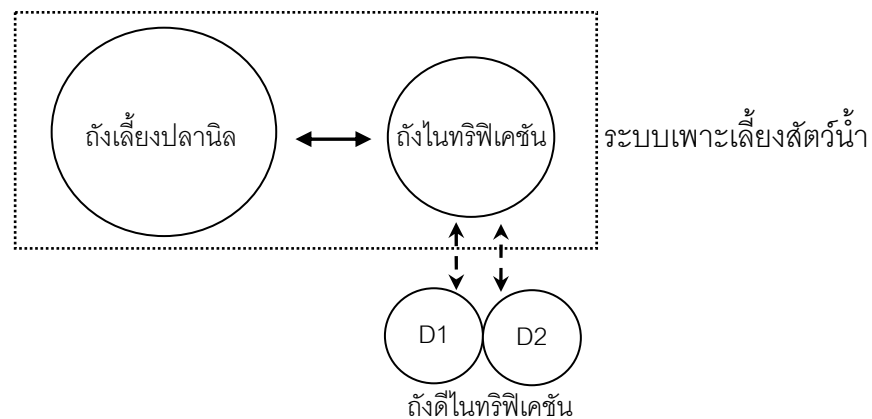 ถังเลี้ยงปลานิล
ถังไนทริฟิเคชัน
ระบบเพาะเลี้ยงสัตว์น้ำ
D1
D2
ถังดีไนทริฟิเคชัน